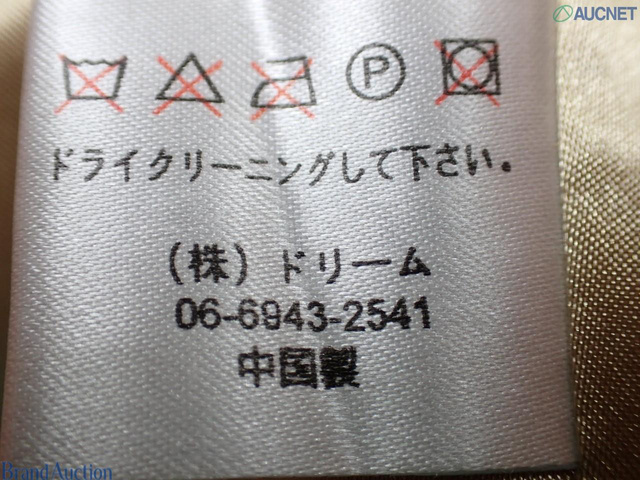 AUCNET
P
ドライクリーニングして下さい。
(株)ドリーム
06-6943-2541
中国製
Brand Auction